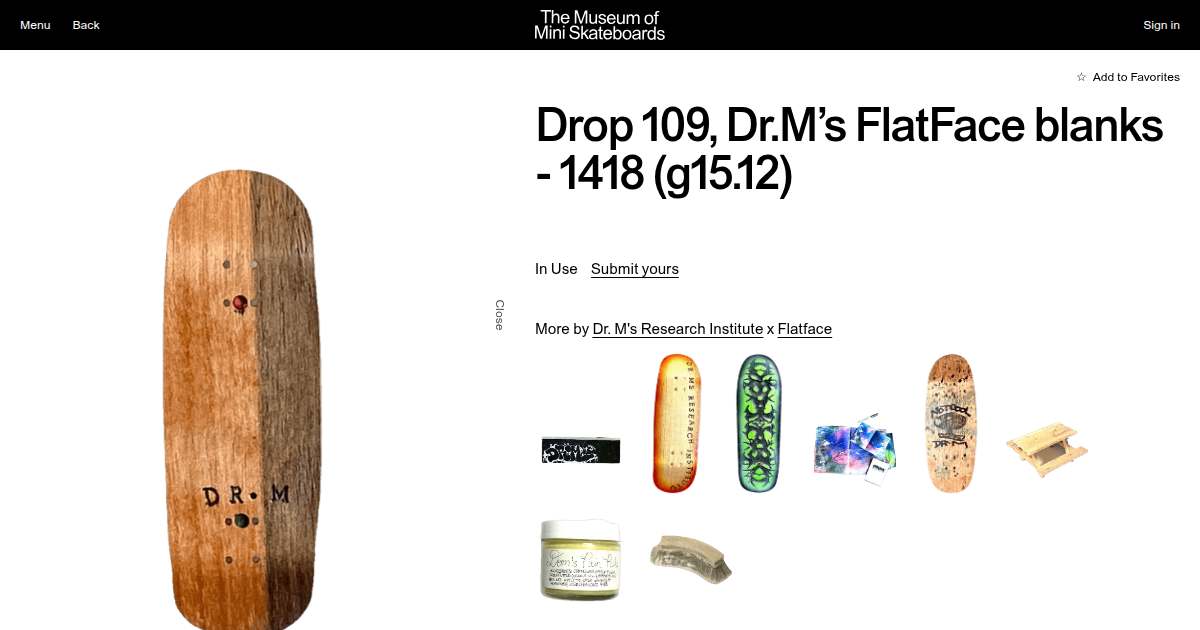 Menu
Back
The Museum of
Mini Skateboards
Sign in
☆ Add to Favorites
Drop 109, Dr.M’s FlatFace blanks
- 1418 (g15.12)
In Use
Submit yours
Close
More by Dr. M's Research Institute x Flatface
DR•M